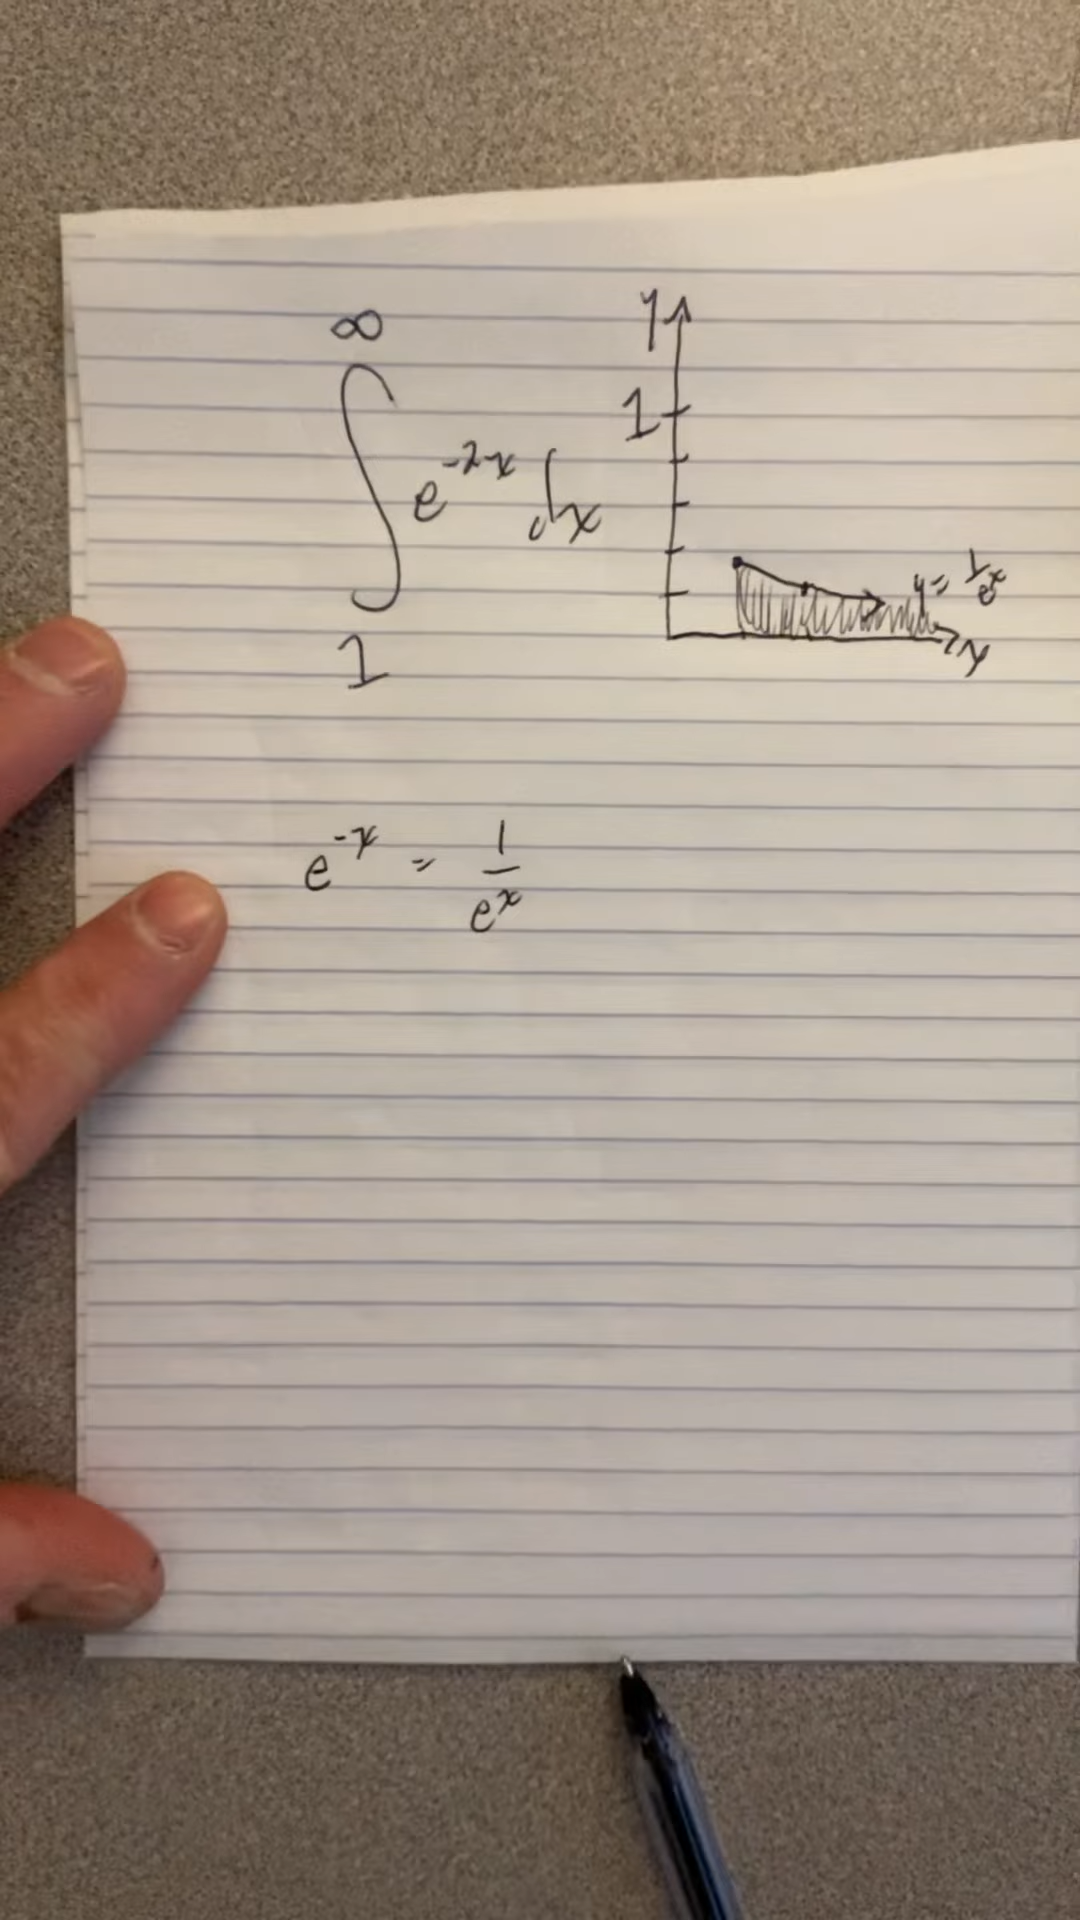 ∞
∫ e^{-2x} dx
1
y
1
y = 1/e^x
x
e^{-x} = 1/e^x